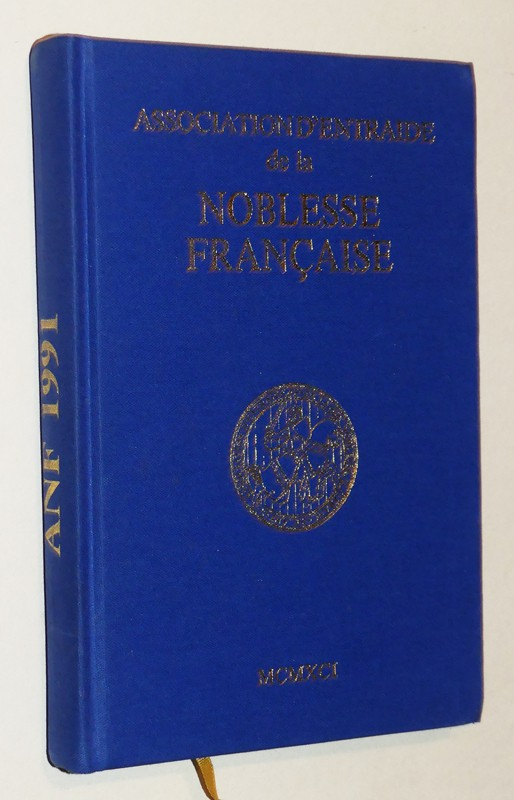 ASSOCIATION D'ENTRAIDE
de la
NOBLESSE
FRANÇAISE
MCMXCI
ANF 1991